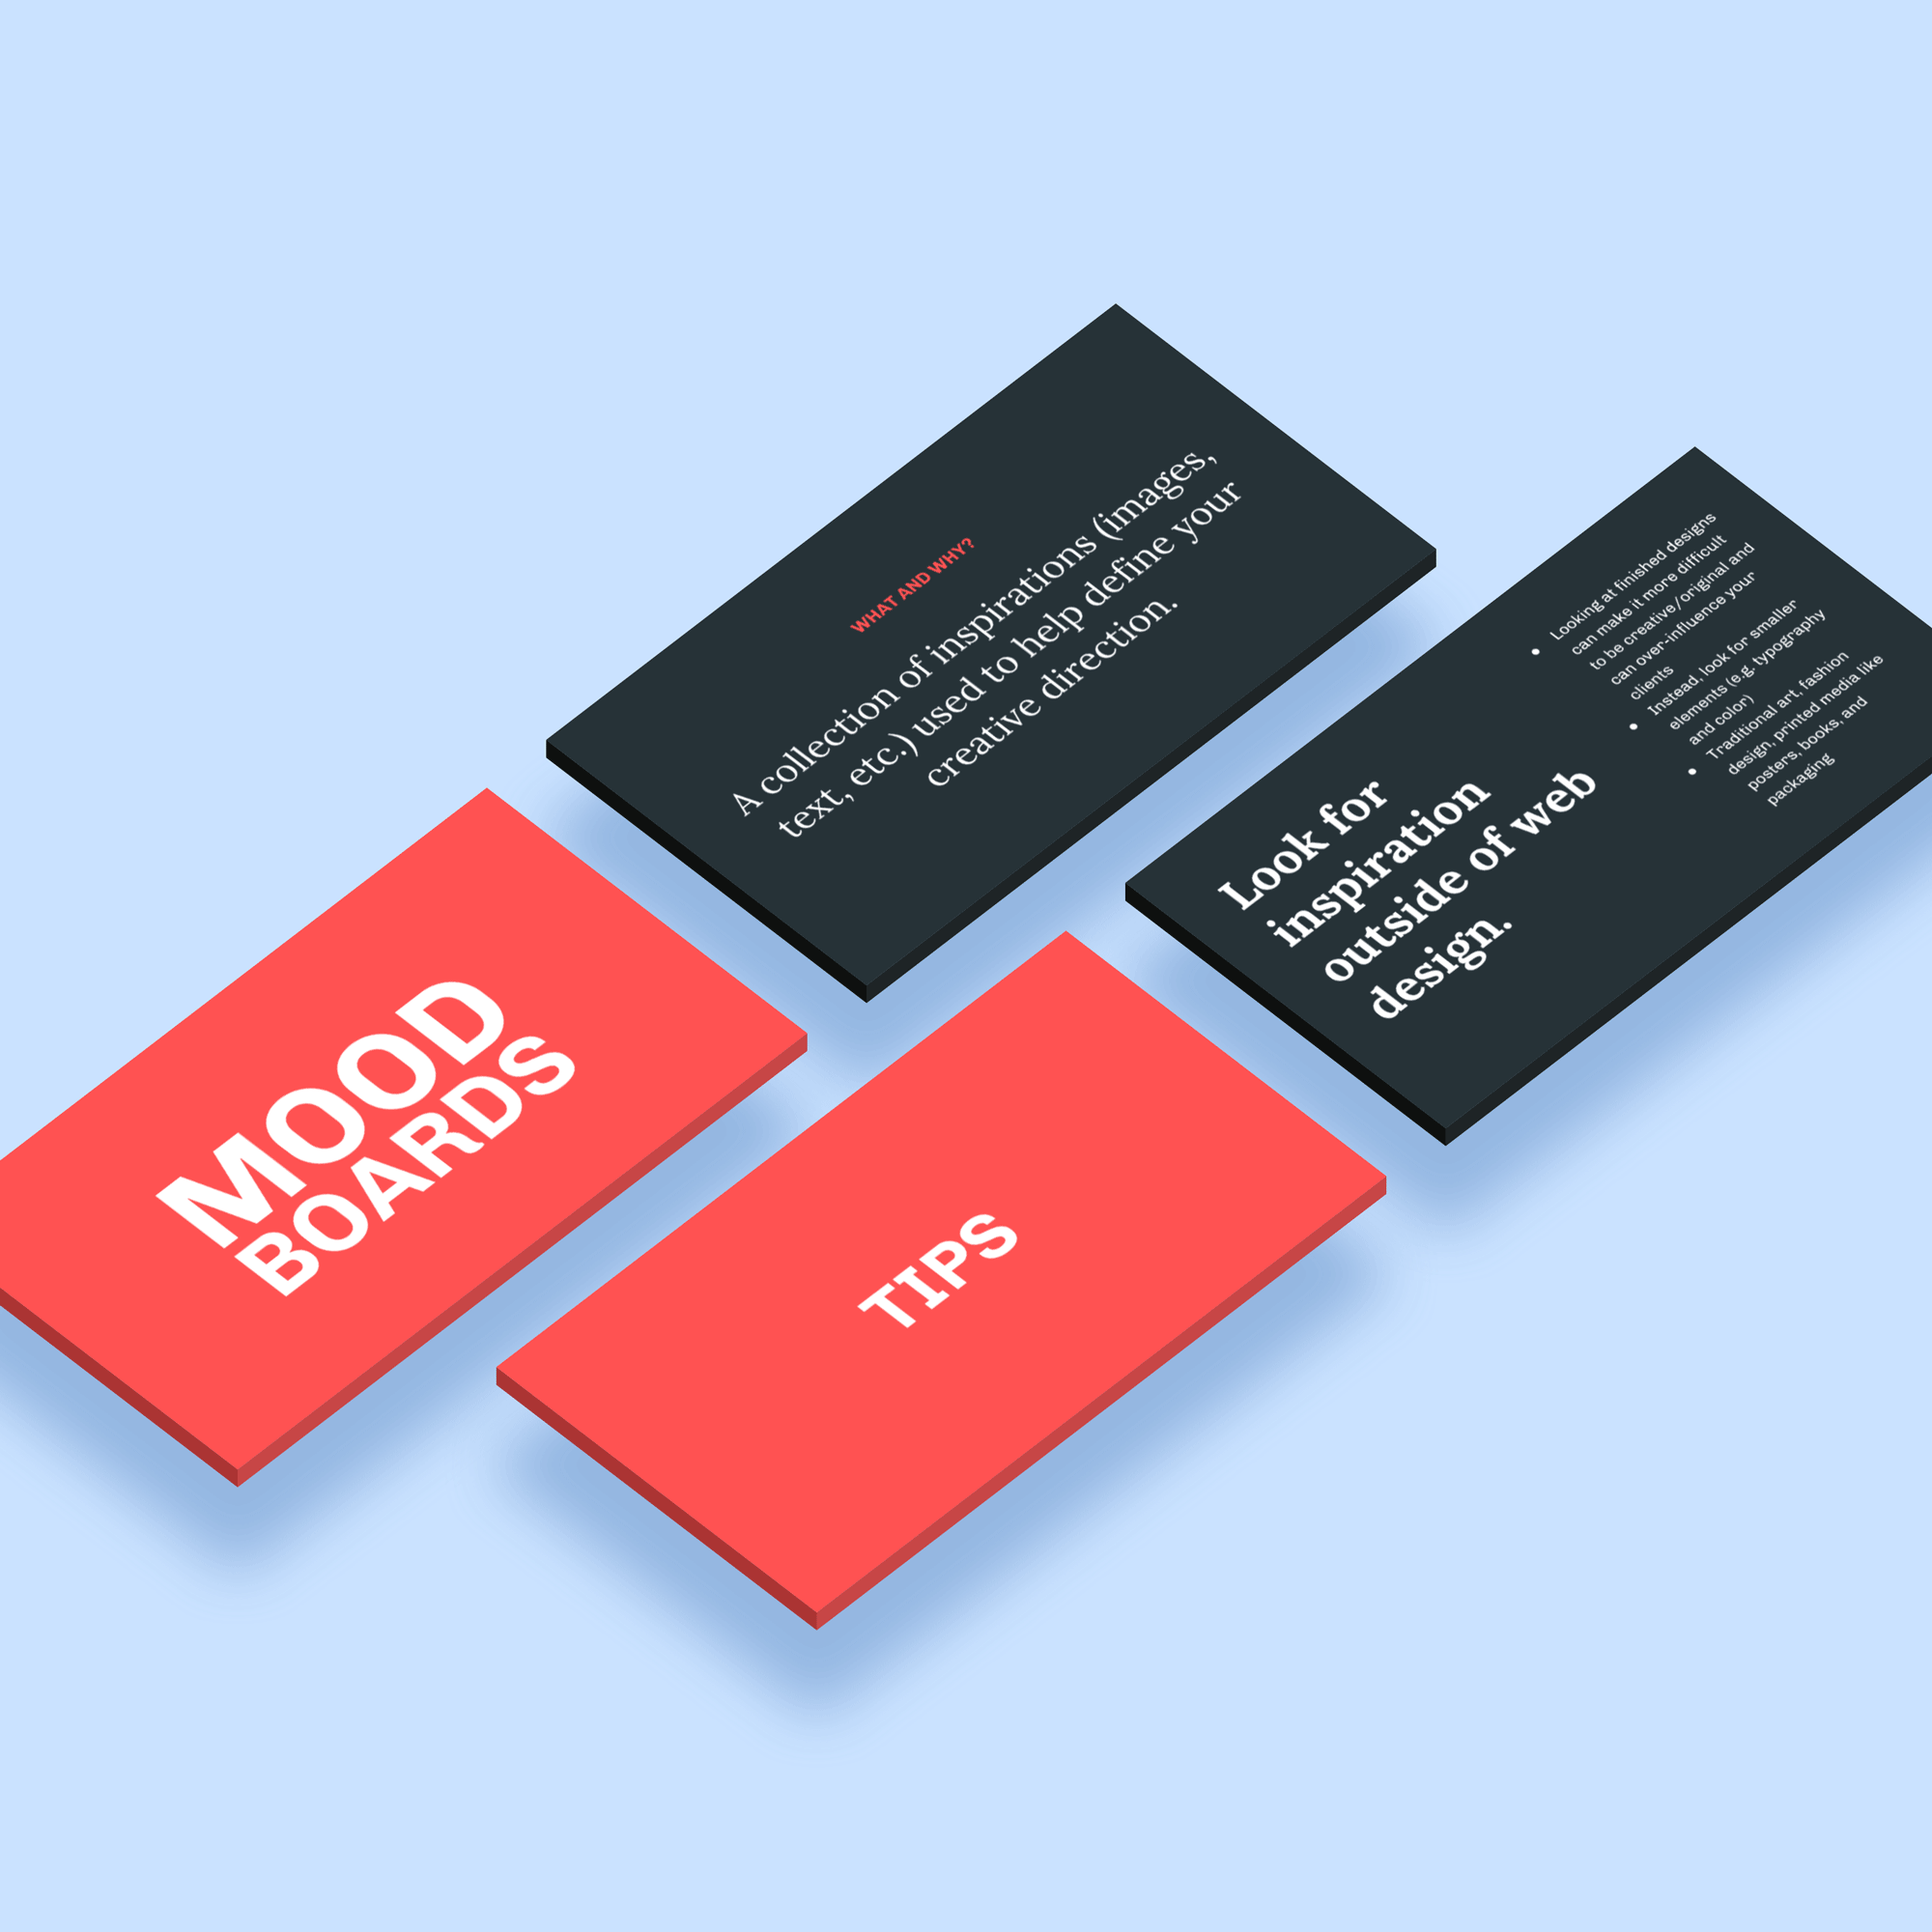 MOOD
BOARDS
WHAT AND WHY?
A collection of inspirations (images,
text, etc.) used to help define your
creative direction.
TIPS
Look for
inspiration
outside of web
design.
• Looking at finished designs
can make it more difficult
to be creative/original and
can over-influence your
clients
• Instead, look for smaller
elements (e.g. typography
and color)
• Traditional art, fashion
design, printed media like
posters, books, and
packaging